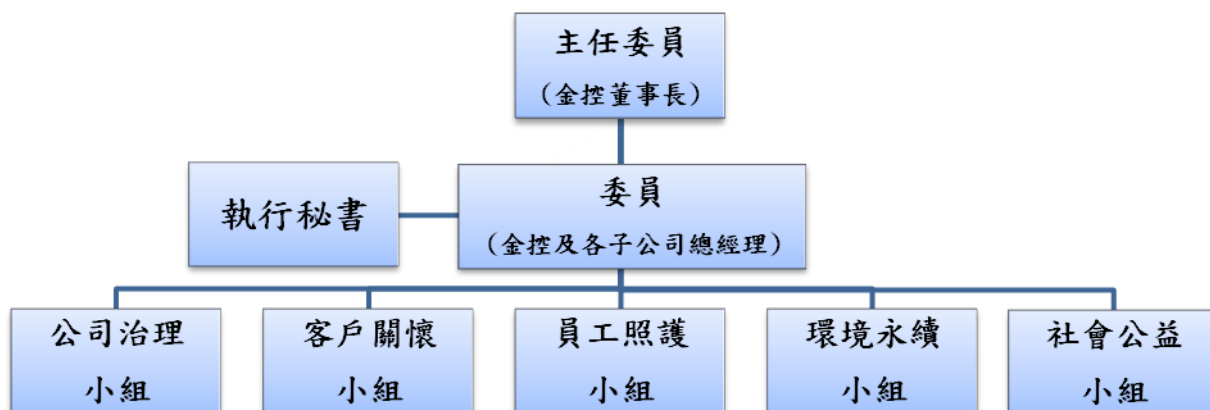 主任委員
(金控董事長)
執行秘書
委員
(金控及各子公司總經理)
公司治理
小組
客戶關懷
小組
員工照護
小組
環境永續
小組
社會公益
小組